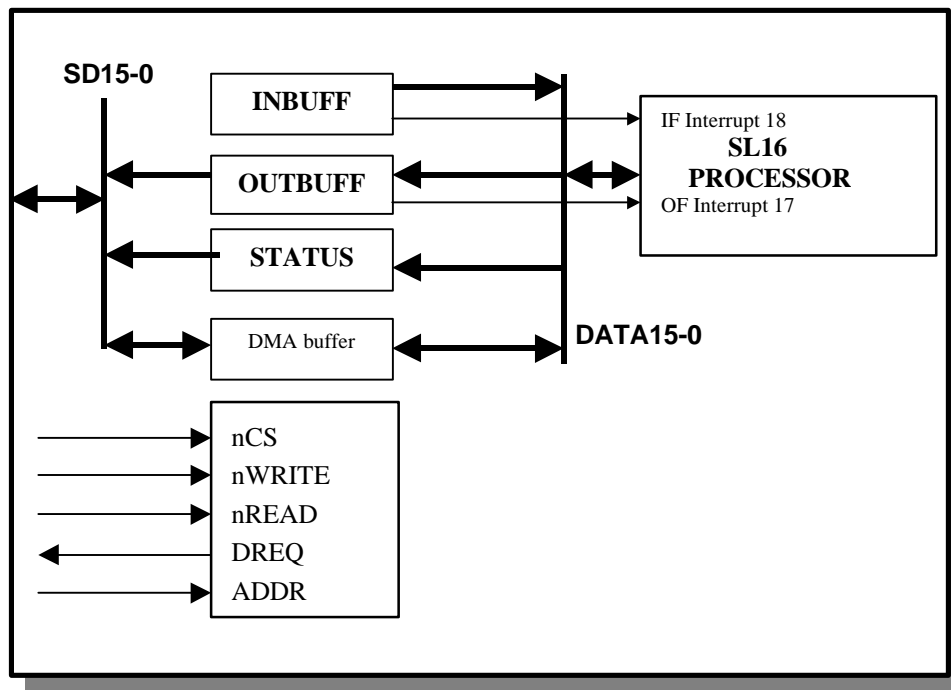 SD15-0
INBUFF
OUTBUFF
STATUS
DMA buffer
IF Interrupt 18
SL16
PROCESSOR
OF Interrupt 17
DATA15-0
nCS
nWRITE
nREAD
DREQ
ADDR